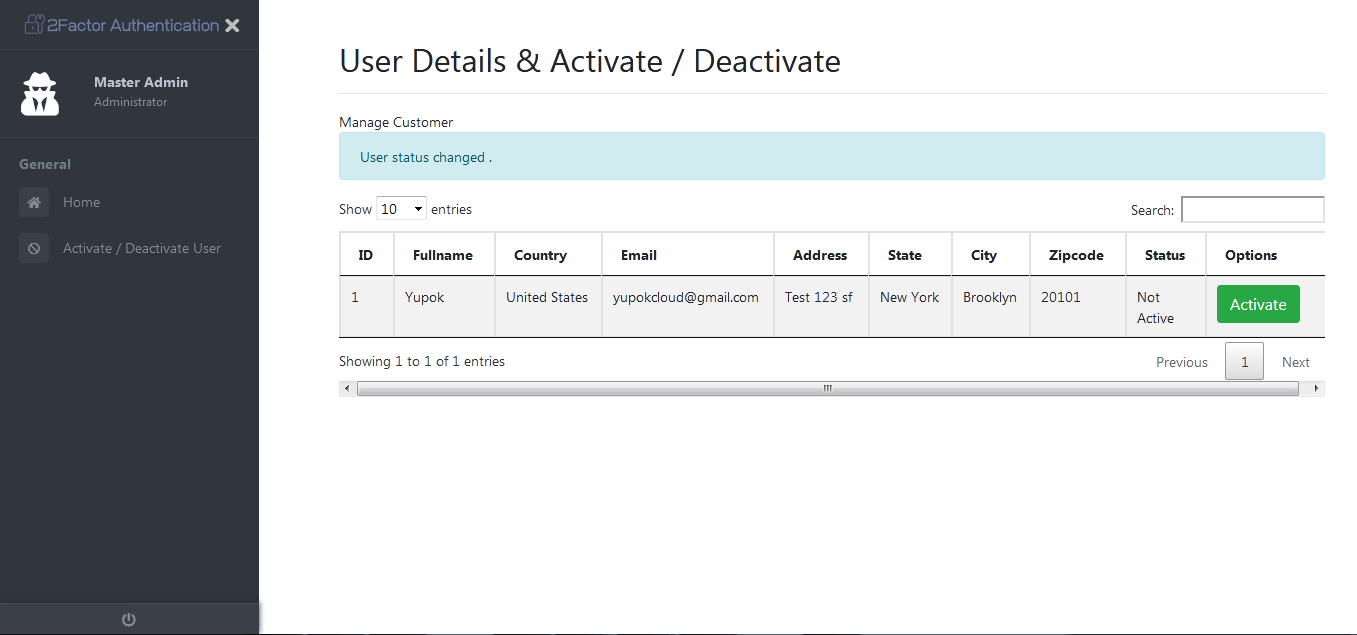 2Factor Authentication
Master Admin
Administrator
General
Home
Activate / Deactivate User
User Details & Activate / Deactivate
Manage Customer
User status changed .
Show 10 entries
Search:
ID Fullname Country Email Address State City Zipcode Status Options
1 Yupok United States yupokcloud@gmail.com Test 123 sf New York Brooklyn 20101 Not Activate
Active
Showing 1 to 1 of 1 entries
Previous 1 Next